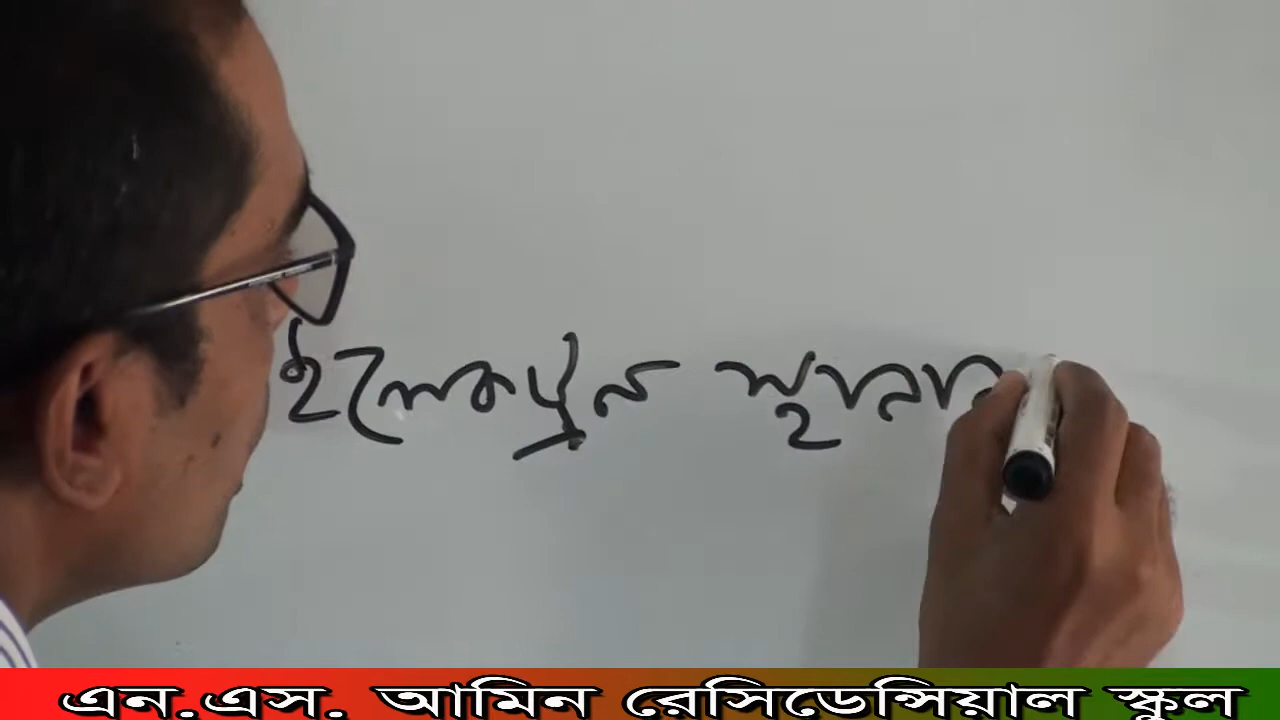 ইলেকট্রন স্থানান
এন.এস. আমিন রেসিডেন্সিয়াল স্কুল